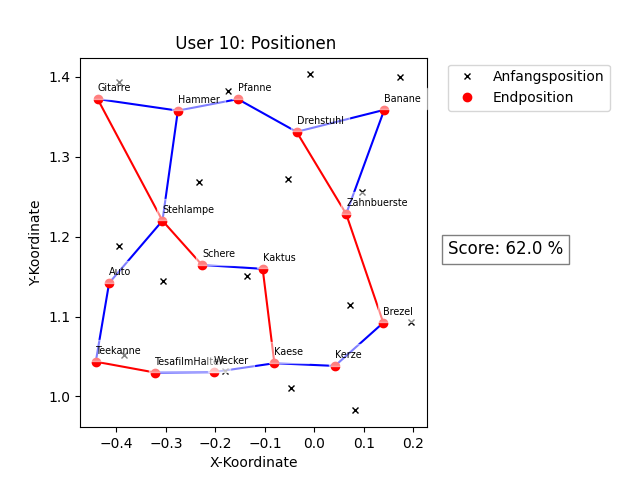 User 10: Positionen
Anfangsposition
Endposition
Score: 62.0 %
Y-Koordinate
1.4
1.3
1.2
1.1
1.0
Gitarre
Hammer
Pfanne
Drehstuhl
Banane
Stehlampe
Zahnbuerste
Auto
Schere
Kaktus
Brezel
Teekanne
TesafilmHalter
Wecker
Kaese
Kerze
−0.4
−0.3
−0.2
−0.1
0.0
0.1
0.2
X-Koordinate